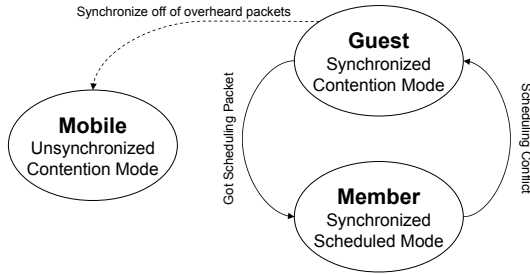 Synchronize off of overheard packets
Guest
Synchronized
Contention Mode
Mobile
Unsynchronized
Contention Mode
Got Scheduling Packet
Scheduling Conflict
Member
Synchronized
Scheduled Mode